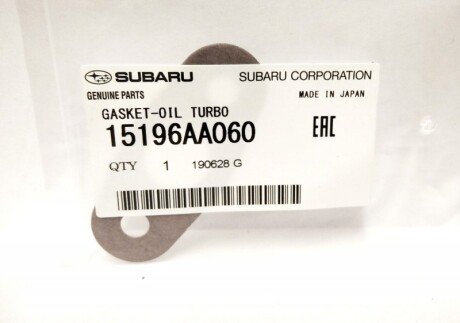 SUBARU SUBARU CORPORATION
GENUINE PARTS MADE IN JAPAN
GASKET-OIL TURBO
15196AA060 EAC
QTY 1 190628 G